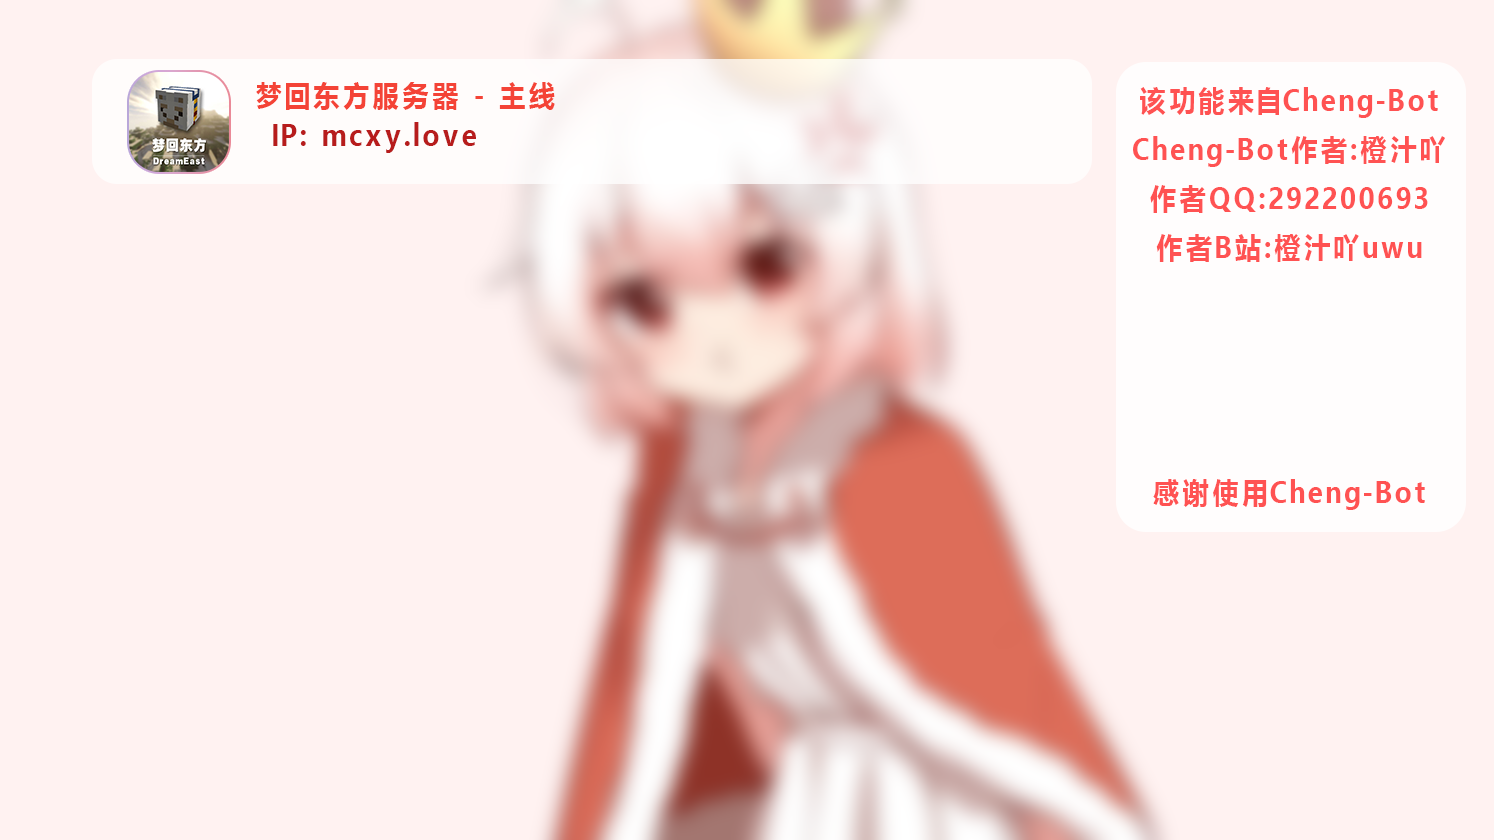 梦回东方服务器 - 主线
IP: mcxy.love
梦回东方
DreamEast
该功能来自Cheng-Bot
Cheng-Bot作者:橙汁吖
作者QQ:292200693
作者B站:橙汁吖uwu
感谢使用Cheng-Bot